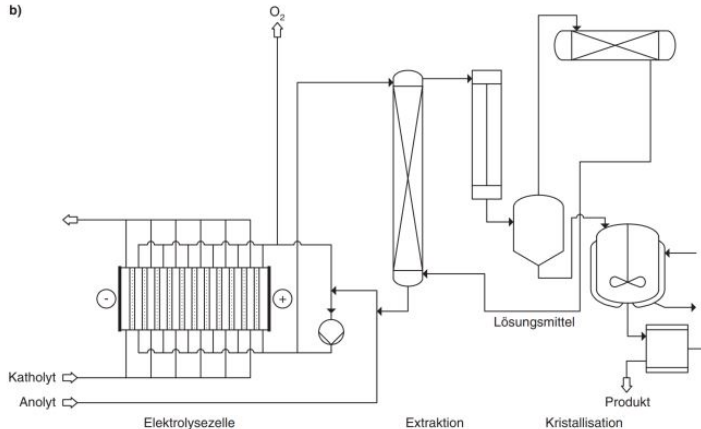 b)
O2
-
+
Lösungsmittel
Katholyt
Anolyt
Produkt
Elektrolysezelle
Extraktion
Kristallisation